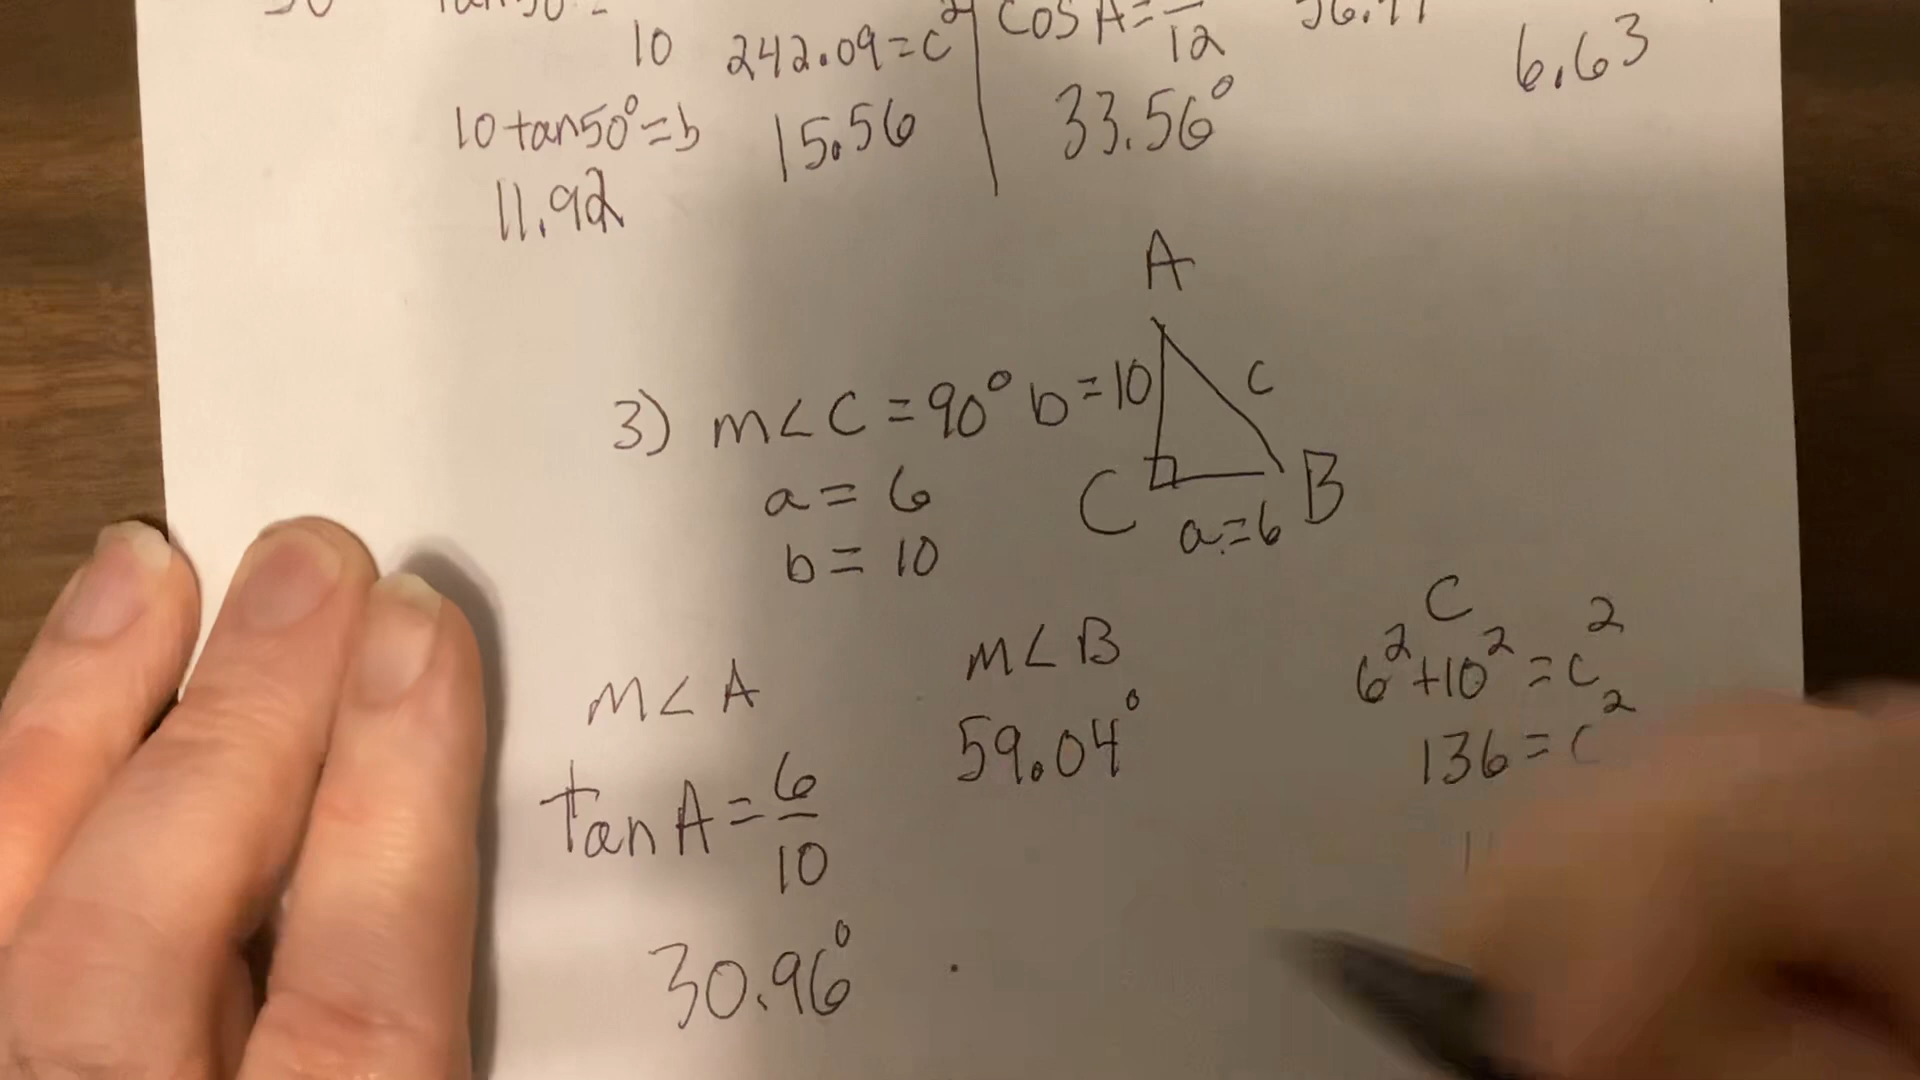 10
242.09=c²
cos A=
12
6.63
10tan50°=b
15.56
33.56°
11.92
A
3) m∠C=90°
b=10
c
a=6
C
B
b=10
a=6
m∠A
m∠B
c
tan A=6/10
59.04°
6²+10²=c²
136=c²
30.96°